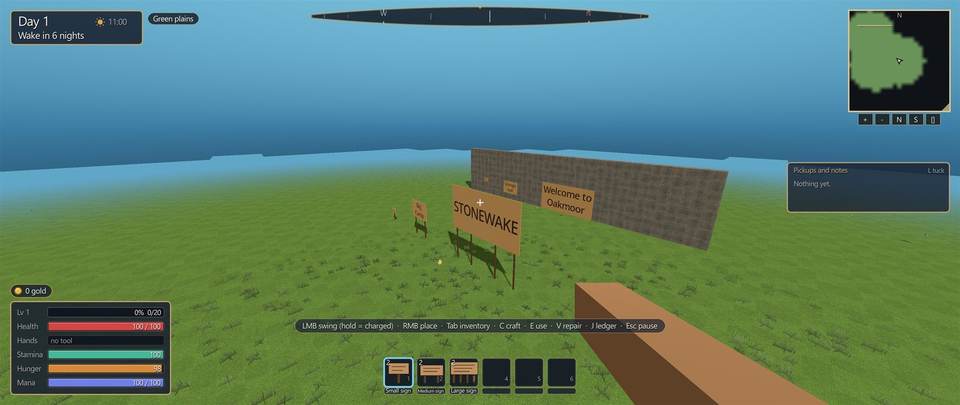 Day 1
11:00
Wake in 6 nights
Green plains
W
N
N
+ - N S []
Pickups and notes
L tuck
Nothing yet.
Welcome to
Oakmoor
STONEWAKE
0 gold
Lv 1
0% 0/20
Health
100 / 100
Hands
no tool
Stamina
100
Hunger
98
Mana
100 / 100
LMB swing (hold = charged) · RMB place · Tab inventory · C craft · E use · V repair · J ledger · Esc pause
2
1
Small sign
2
2
Medium sign
2
Large sign
4
5
6